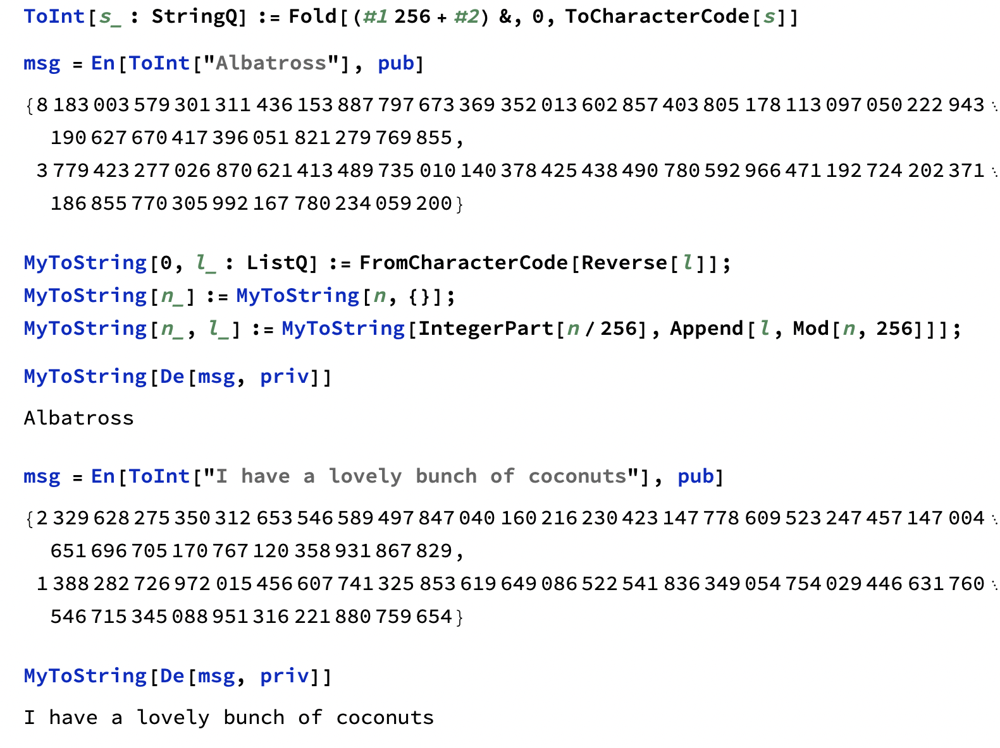 ToInt[s_ : StringQ] := Fold[(#1 256 + #2) &, 0, ToCharacterCode[s]]
msg = En[ToInt["Albatross"], pub]
{8 183 003 579 301 311 436 153 887 797 673 369 352 013 602 857 403 805 178 113 097 050 222 943 ⋱
190 627 670 417 396 051 821 279 769 855,
3 779 423 277 026 870 621 413 489 735 010 140 378 425 438 490 780 592 966 471 192 724 202 371 ⋱
186 855 770 305 992 167 780 234 059 200}
MyToString[0, l_ : ListQ] := FromCharacterCode[Reverse[l]];
MyToString[n_] := MyToString[n, {}];
MyToString[n_, l_] := MyToString[IntegerPart[n / 256], Append[l, Mod[n, 256]]];
MyToString[De[msg, priv]]
Albatross
msg = En[ToInt["I have a lovely bunch of coconuts"], pub]
{2 329 628 275 350 312 653 546 589 497 847 040 160 216 230 423 147 778 609 523 247 457 147 004 ⋱
651 696 705 170 767 120 358 931 867 829,
1 388 282 726 972 015 456 607 741 325 853 619 649 086 522 541 836 349 054 754 029 446 631 760 ⋱
546 715 345 088 951 316 221 880 759 654}
MyToString[De[msg, priv]]
I have a lovely bunch of coconuts